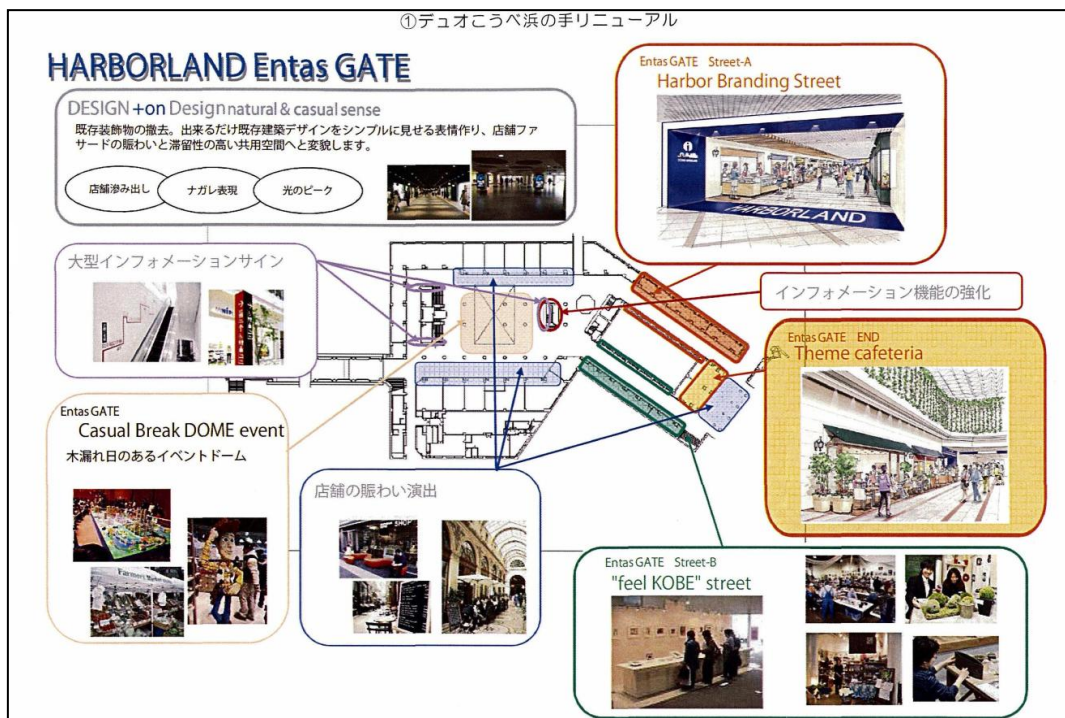 ①デュオこうべ浜の手リニューアル
HARBORLAND Entas GATE
DESIGN +on Design natural & casual sense
既存装飾物の撤去。出来るだけ既存建築デザインをシンプルに見せる表情作り、店舗ファ
サードの賑わいと滞留性の高い共用空間へと変貌します。
店舗滲み出し
ナガレ表現
光のピーク
Entas GATE Street-A
Harbor Branding Street
HARBORLAND
大型インフォメーションサイン
インフォメーション機能の強化
Entas GATE END
Theme cafeteria
Entas GATE
Casual Break DOME event
木漏れ日のあるイベントドーム
店舗の賑わい演出
SHOP
Entas GATE Street-B
"feel KOBE" street